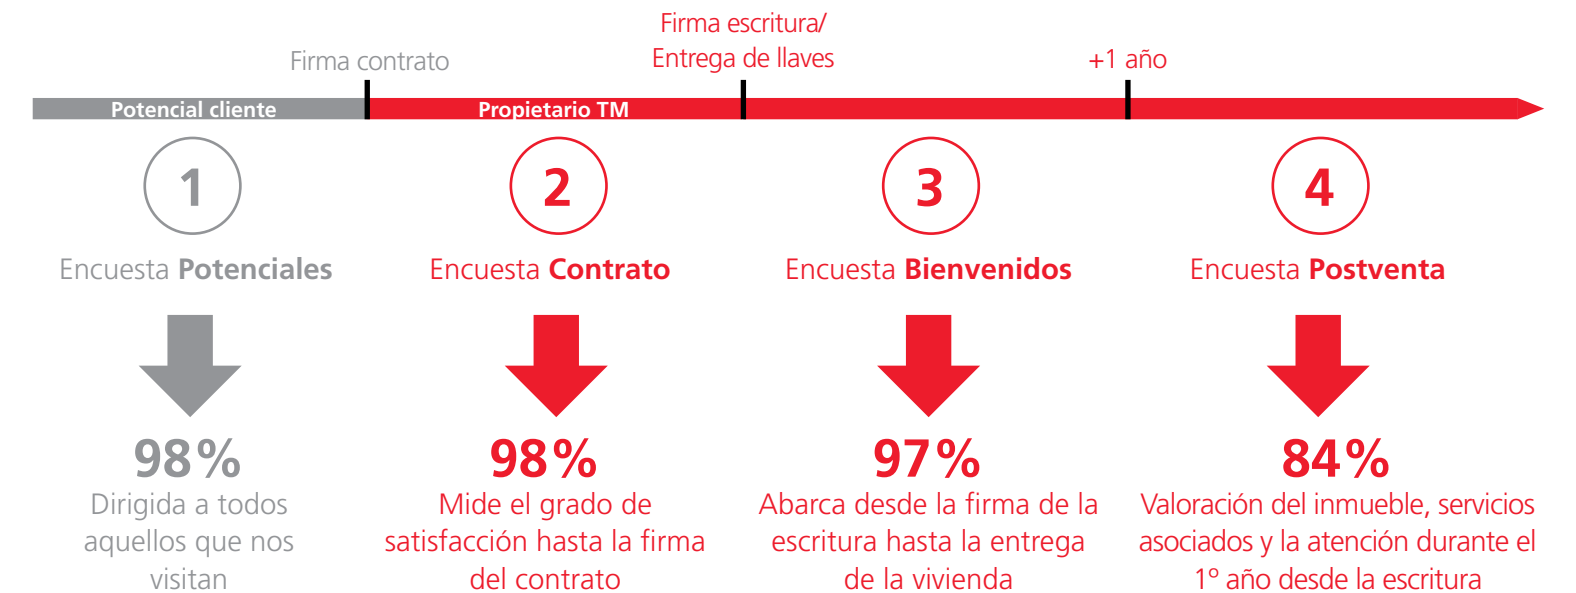 Firma contrato
Firma escritura/
Entrega de llaves
+1 año
Potencial cliente
Propietario TM
1
2
3
4
Encuesta Potenciales
Encuesta Contrato
Encuesta Bienvenidos
Encuesta Postventa
98%
Dirigida a todos
aquellos que nos
visitan
98%
Mide el grado de
satisfacción hasta la firma
del contrato
97%
Abarca desde la firma de la
escritura hasta la entrega
de la vivienda
84%
Valoración del inmueble, servicios
asociados y la atención durante el
1º año desde la escritura